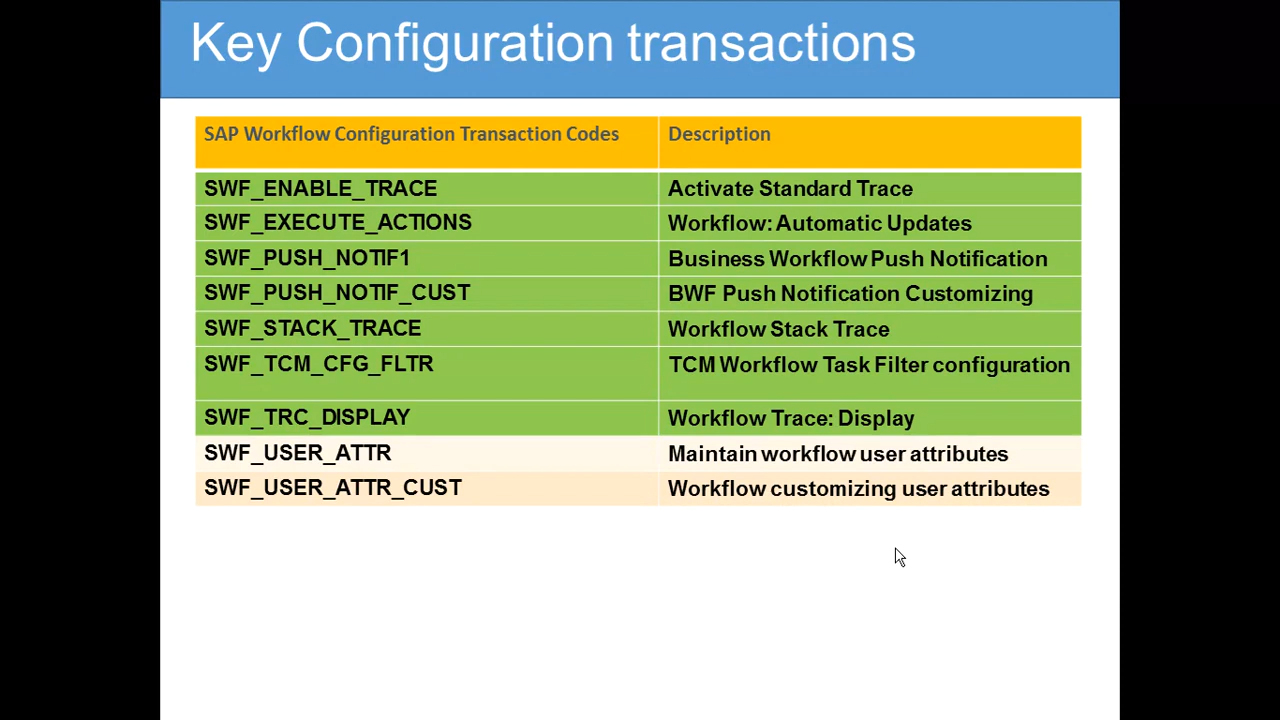 Key Configuration transactions
SAP Workflow Configuration Transaction Codes Description
SWF_ENABLE_TRACE Activate Standard Trace
SWF_EXECUTE_ACTIONS Workflow: Automatic Updates
SWF_PUSH_NOTIF1 Business Workflow Push Notification
SWF_PUSH_NOTIF_CUST BWF Push Notification Customizing
SWF_STACK_TRACE Workflow Stack Trace
SWF_TCM_CFG_FLTR TCM Workflow Task Filter configuration
SWF_TRC_DISPLAY Workflow Trace: Display
SWF_USER_ATTR Maintain workflow user attributes
SWF_USER_ATTR_CUST Workflow customizing user attributes